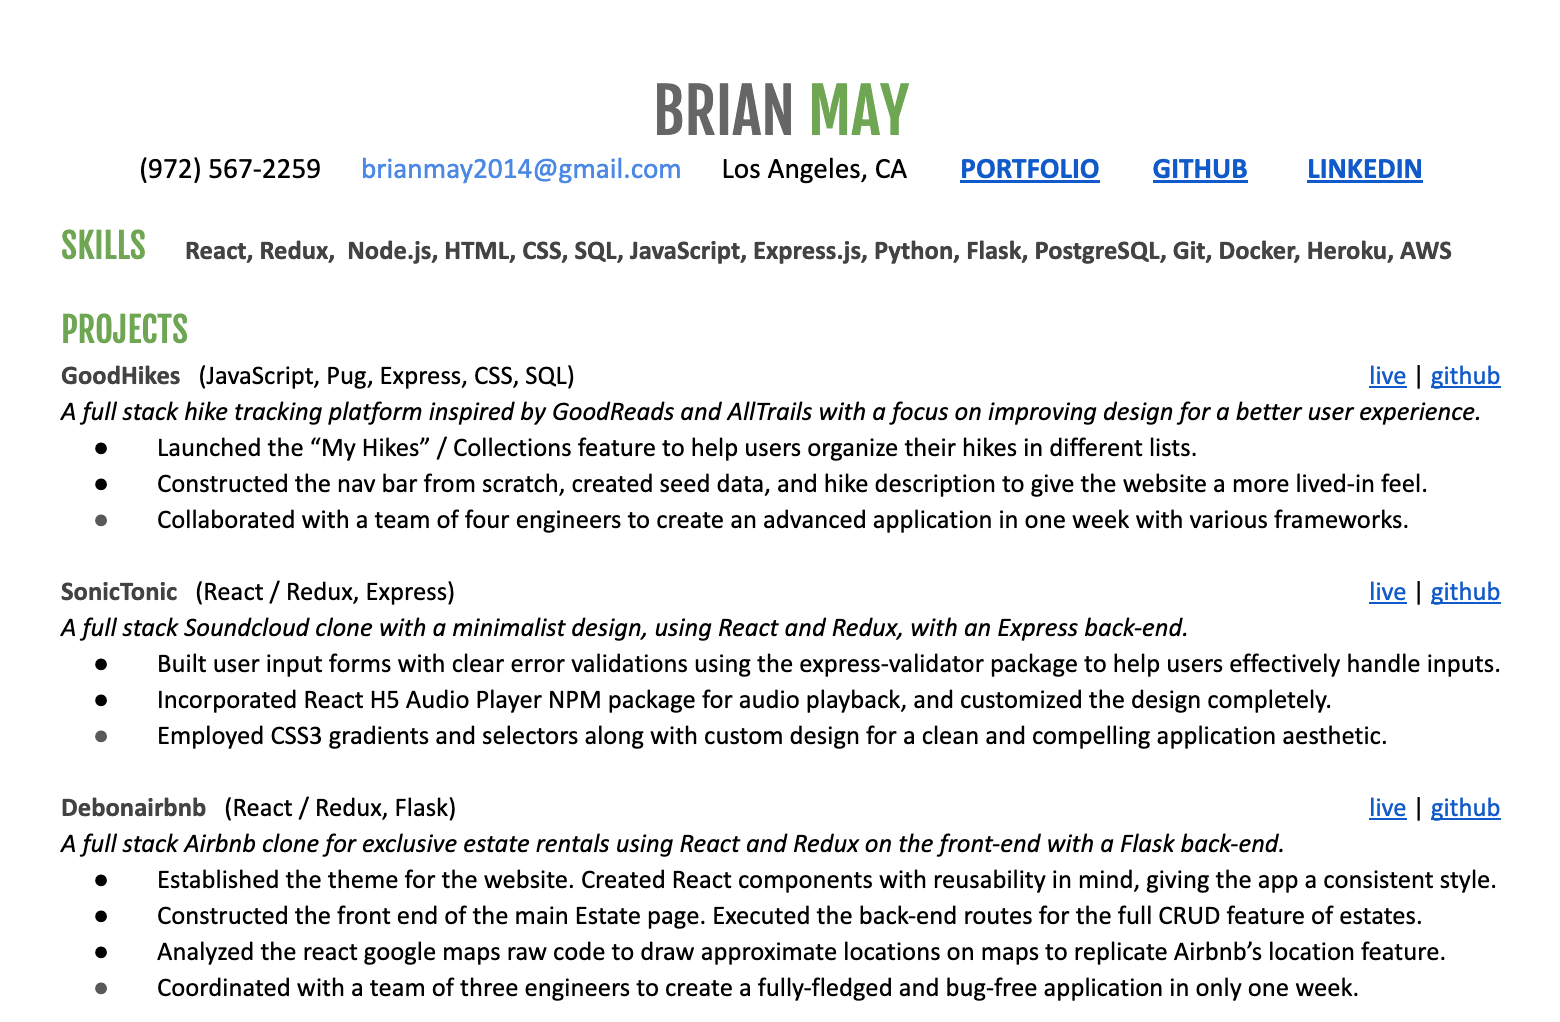 BRIAN MAY
(972) 567-2259 brianmay2014@gmail.com Los Angeles, CA PORTFOLIO GITHUB LINKEDIN
SKILLS React, Redux, Node.js, HTML, CSS, SQL, JavaScript, Express.js, Python, Flask, PostgreSQL, Git, Docker, Heroku, AWS
PROJECTS
GoodHikes (JavaScript, Pug, Express, CSS, SQL) live | github
A full stack hike tracking platform inspired by GoodReads and AllTrails with a focus on improving design for a better user experience.
● Launched the “My Hikes” / Collections feature to help users organize their hikes in different lists.
● Constructed the nav bar from scratch, created seed data, and hike description to give the website a more lived-in feel.
● Collaborated with a team of four engineers to create an advanced application in one week with various frameworks.
SonicTonic (React / Redux, Express) live | github
A full stack Soundcloud clone with a minimalist design, using React and Redux, with an Express back-end.
● Built user input forms with clear error validations using the express-validator package to help users effectively handle inputs.
● Incorporated React H5 Audio Player NPM package for audio playback, and customized the design completely.
● Employed CSS3 gradients and selectors along with custom design for a clean and compelling application aesthetic.
Debonairbnb (React / Redux, Flask) live | github
A full stack Airbnb clone for exclusive estate rentals using React and Redux on the front-end with a Flask back-end.
● Established the theme for the website. Created React components with reusability in mind, giving the app a consistent style.
● Constructed the front end of the main Estate page. Executed the back-end routes for the full CRUD feature of estates.
● Analyzed the react google maps raw code to draw approximate locations on maps to replicate Airbnb’s location feature.
● Coordinated with a team of three engineers to create a fully-fledged and bug-free application in only one week.